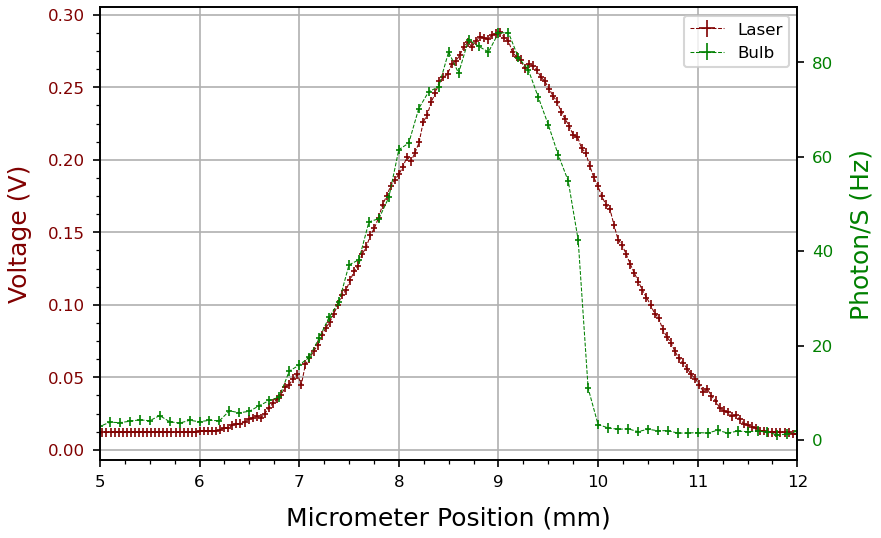 0.30
0.25
0.20
0.15
0.10
0.05
0.00
Voltage (V)
Laser
Bulb
80
60
40
20
0
Photon/S (Hz)
5 6 7 8 9 10 11 12
Micrometer Position (mm)